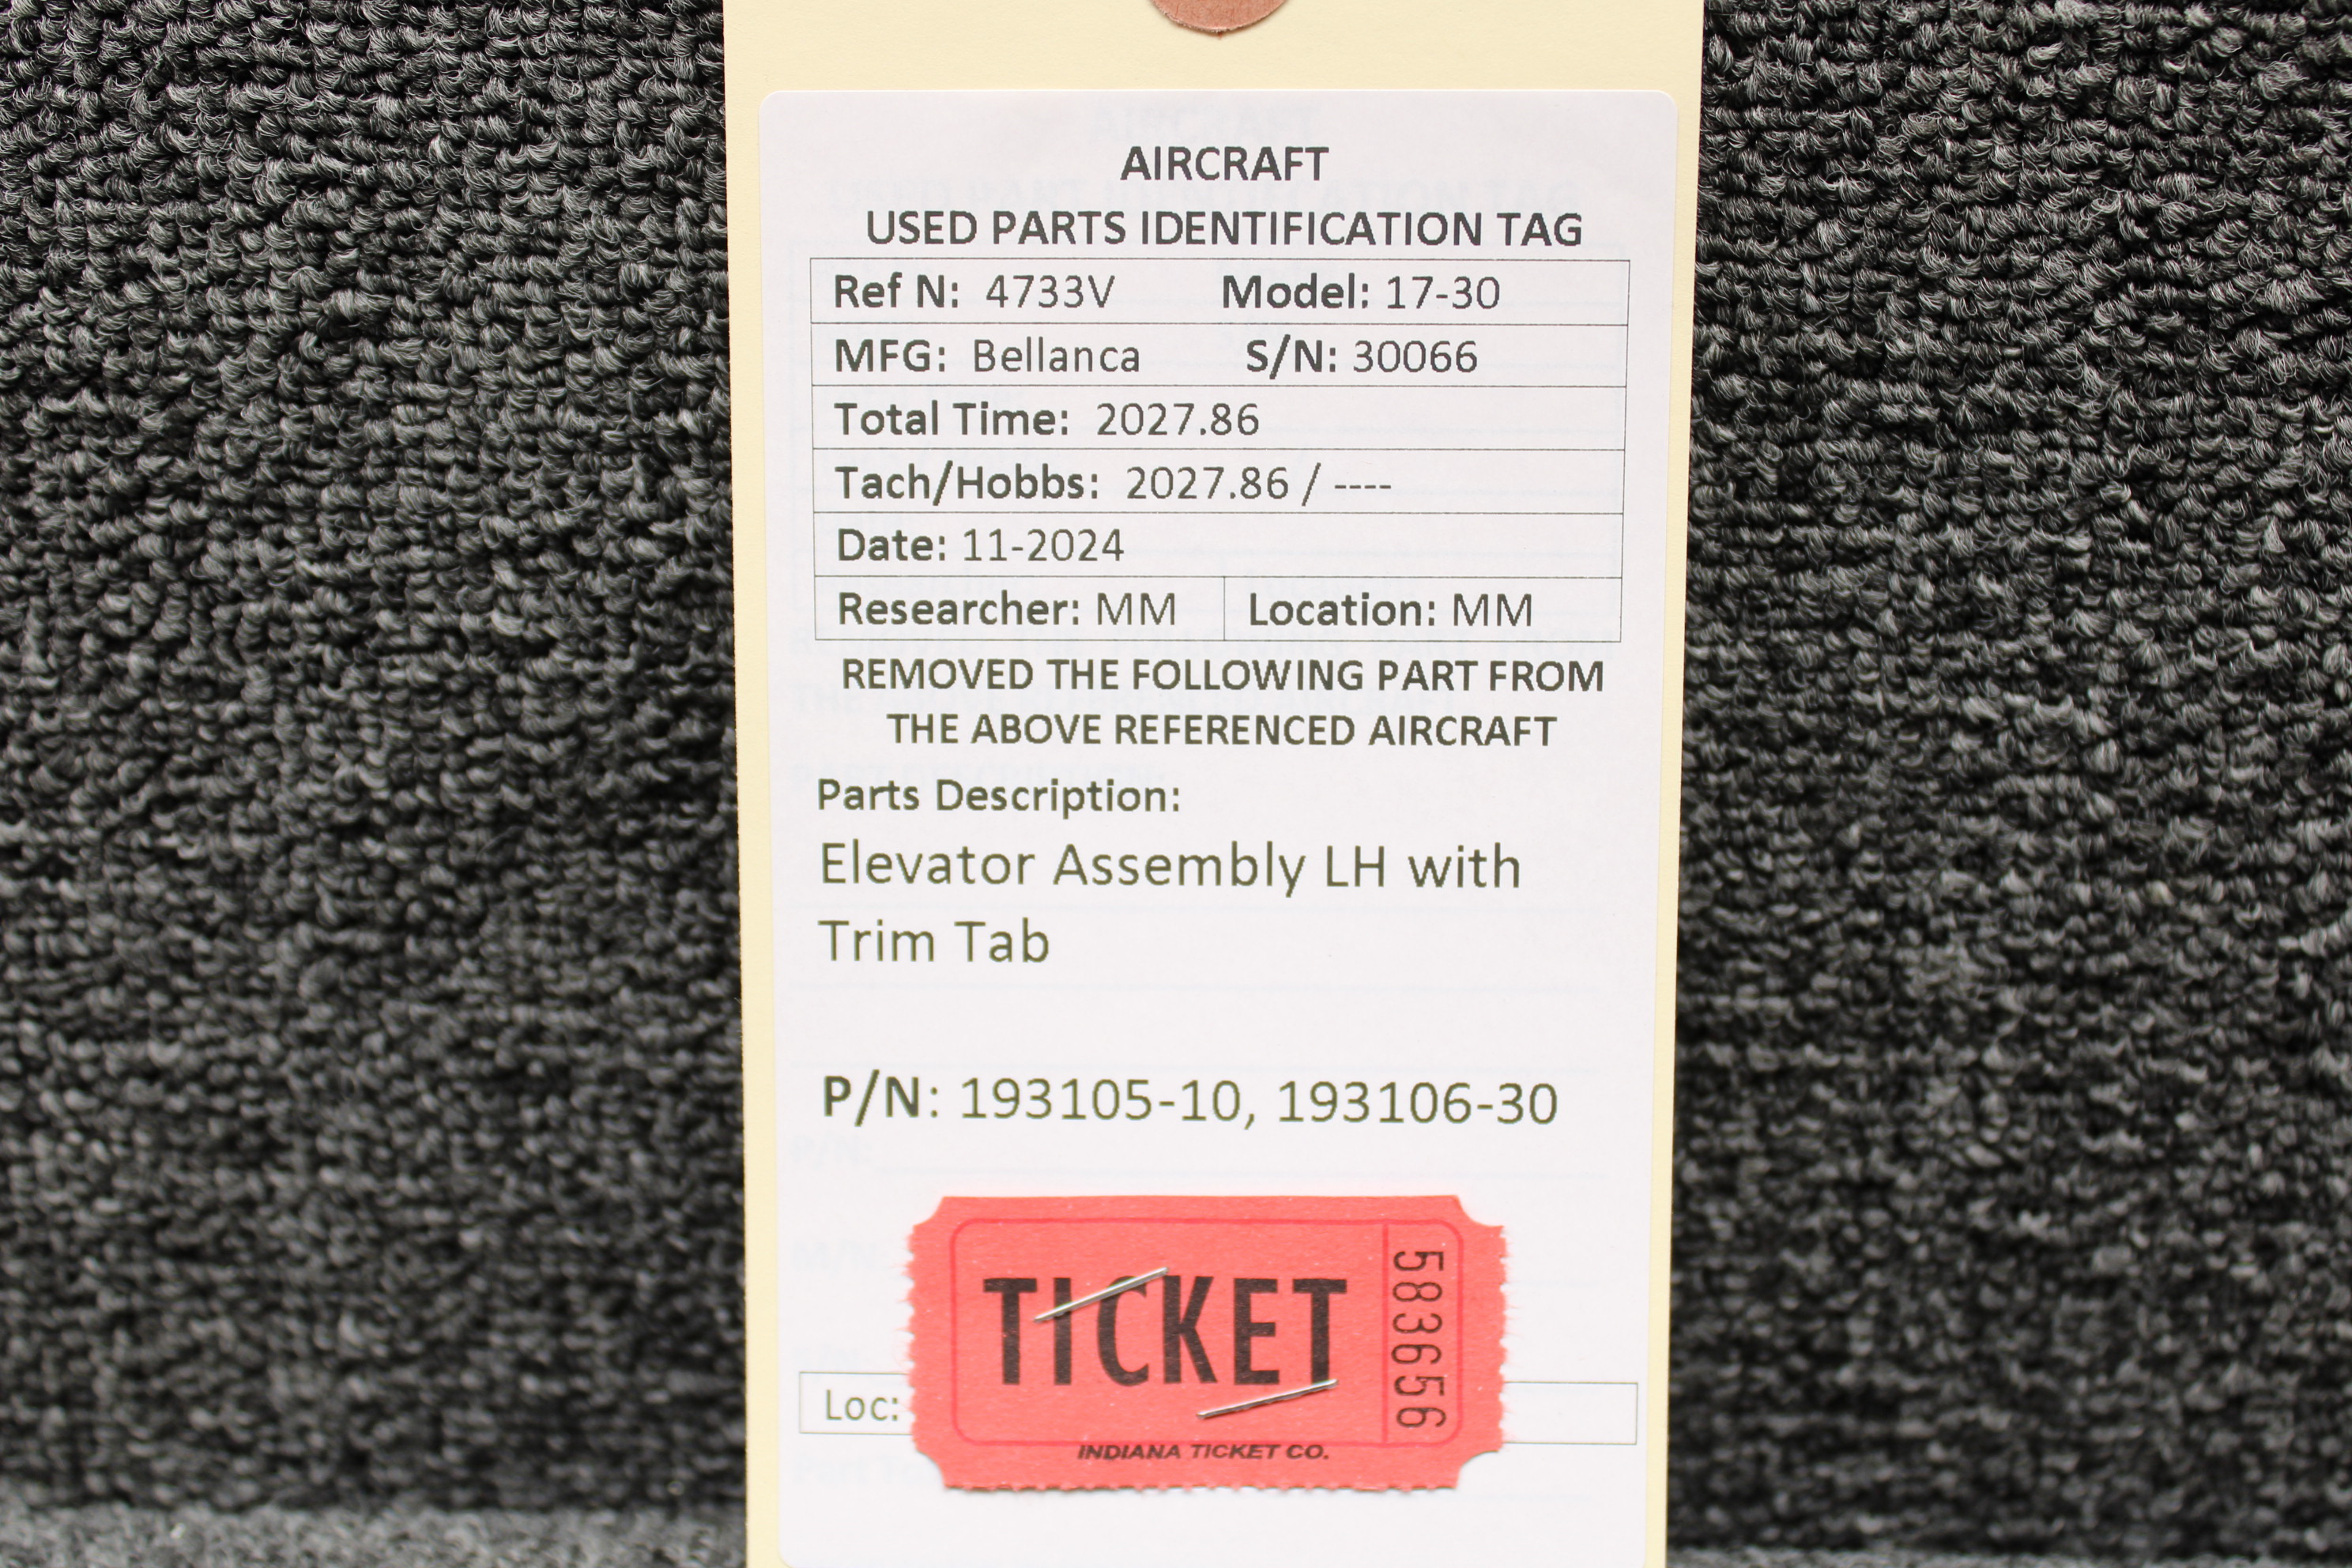 AIRCRAFT
USED PARTS IDENTIFICATION TAG
Ref N: 4733V Model: 17-30
MFG: Bellanca S/N: 30066
Total Time: 2027.86
Tach/Hobbs: 2027.86 / ----
Date: 11-2024
Researcher: MM Location: MM
REMOVED THE FOLLOWING PART FROM
THE ABOVE REFERENCED AIRCRAFT
Parts Description:
Elevator Assembly LH with
Trim Tab
P/N: 193105-10, 193106-30
TICKET
583656
Loc:
INDIANA TICKET CO.